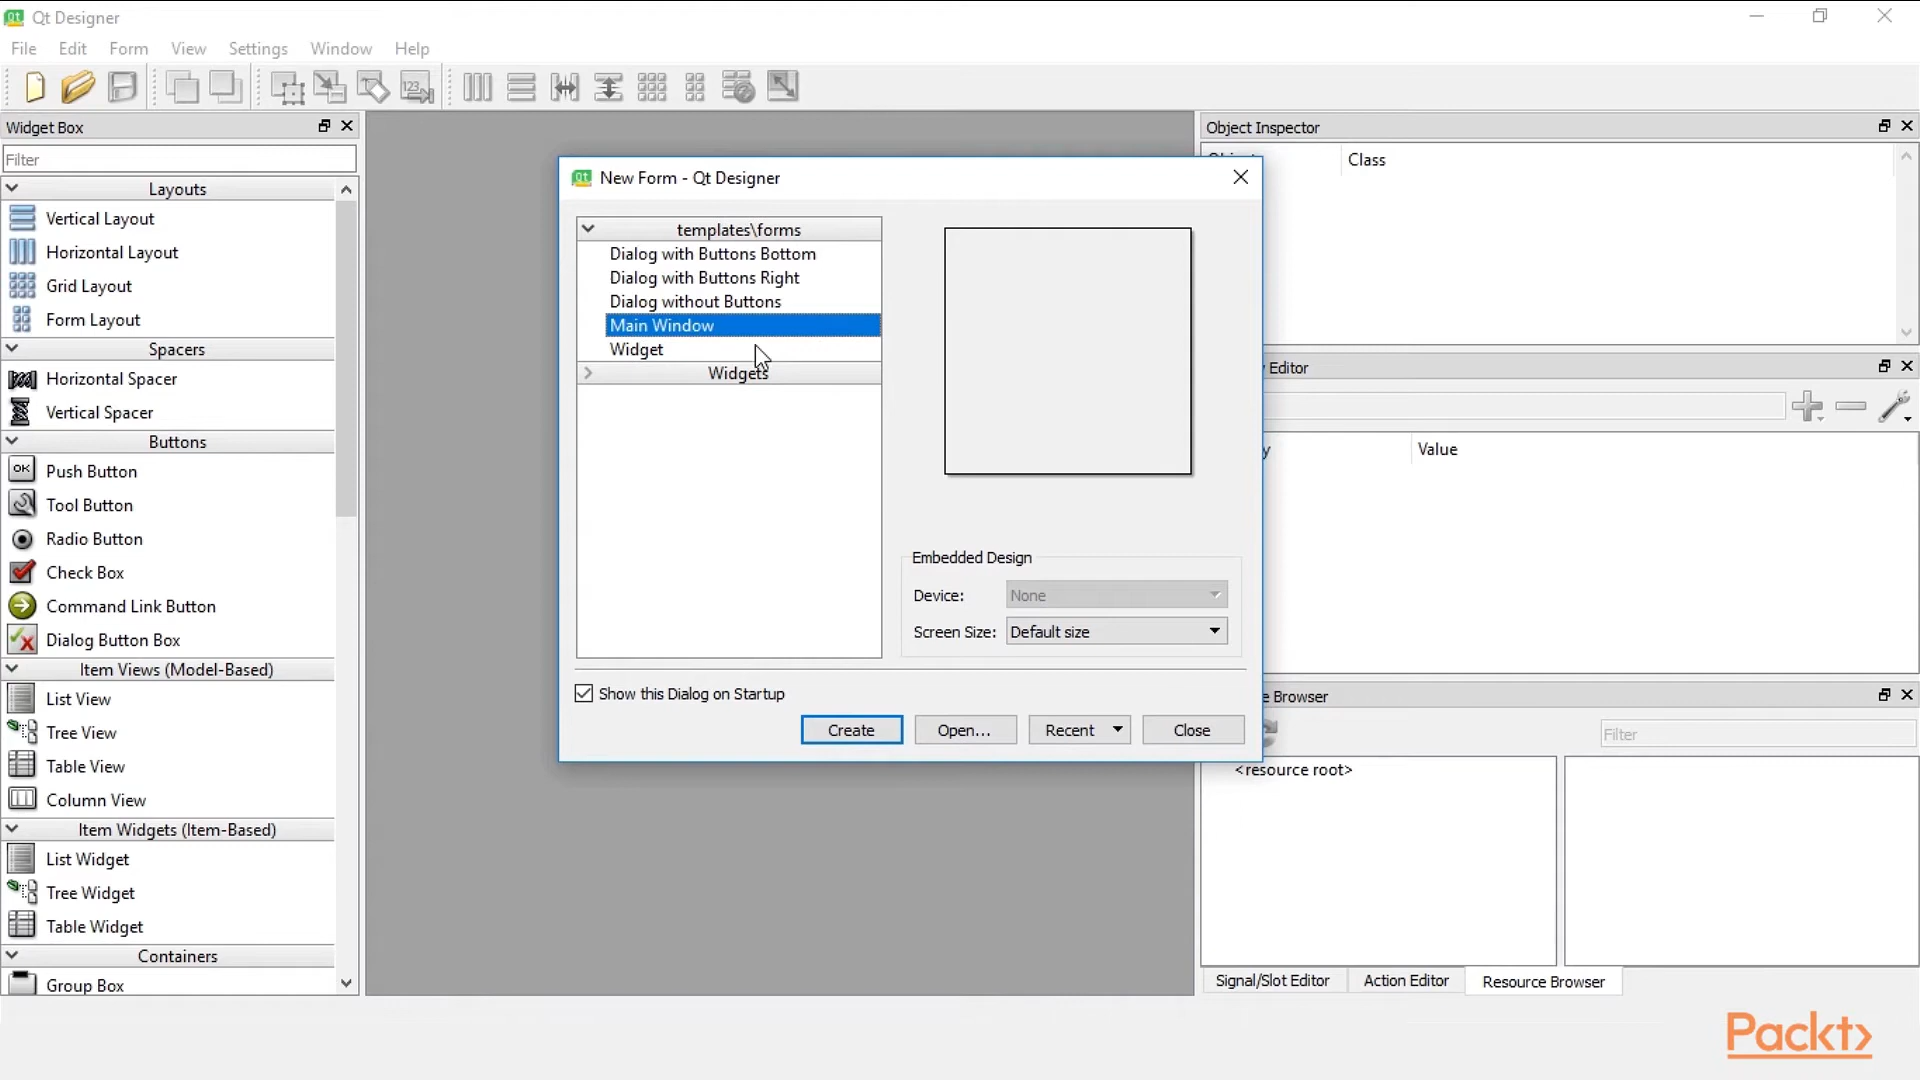 Qt Designer
File Edit Form View Settings Window Help
Widget Box
Filter
Layouts
Vertical Layout
Horizontal Layout
Grid Layout
Form Layout
Spacers
Horizontal Spacer
Vertical Spacer
Buttons
OK Push Button
Tool Button
Radio Button
Check Box
Command Link Button
Dialog Button Box
Item Views (Model-Based)
List View
Tree View
Table View
Column View
Item Widgets (Item-Based)
List Widget
Tree Widget
Table Widget
Containers
Group Box
New Form - Qt Designer
templates\forms
Dialog with Buttons Bottom
Dialog with Buttons Right
Dialog without Buttons
Main Window
Widget
Widgets
Embedded Design
Device: None
Screen Size: Default size
Show this Dialog on Startup
Create Open... Recent Close
Object Inspector
Class
Editor
y Value
e Browser
Filter
<resource root>
Signal/Slot Editor Action Editor Resource Browser
Packt>